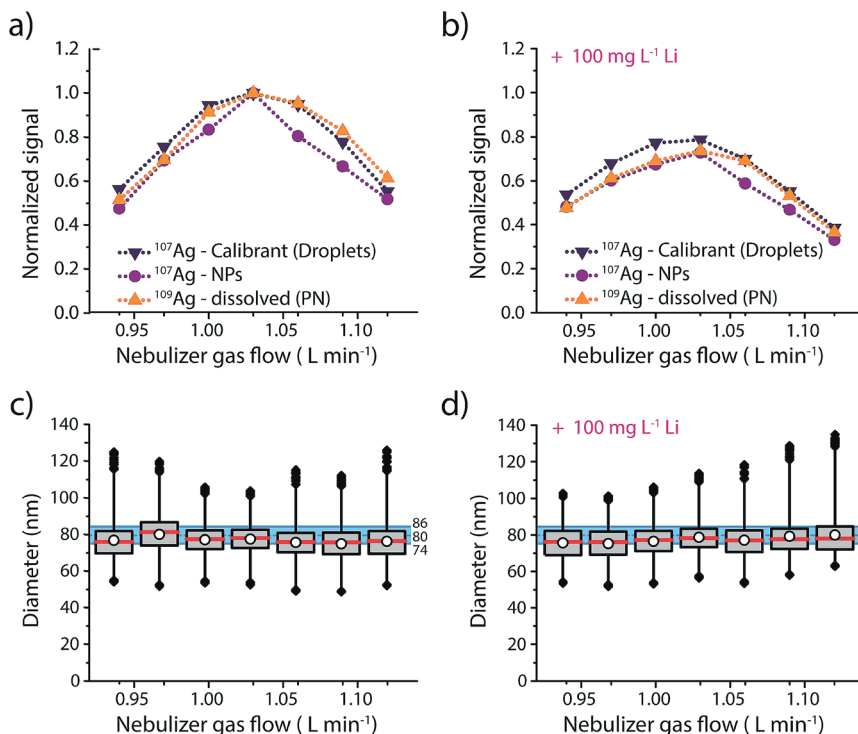 a)
1.2
1.0
0.8
0.6
0.4
0.2
0.0
Normalized signal
¹⁰⁷Ag - Calibrant (Droplets)
¹⁰⁷Ag - NPs
¹⁰⁹Ag - dissolved (PN)
0.95 1.00 1.05 1.10
Nebulizer gas flow ( L min⁻¹)
b)
+ 100 mg L⁻¹ Li
1.2
1.0
0.8
0.6
0.4
0.2
0.0
Normalized signal
¹⁰⁷Ag - Calibrant (Droplets)
¹⁰⁷Ag - NPs
¹⁰⁹Ag - dissolved (PN)
0.95 1.00 1.05 1.10
Nebulizer gas flow ( L min⁻¹)
c)
140
120
100
80
60
40
20
0
Diameter (nm)
86
80
74
0.95 1.00 1.05 1.10
Nebulizer gas flow ( L min⁻¹)
d)
+ 100 mg L⁻¹ Li
140
120
100
80
60
40
20
0
Diameter (nm)
0.95 1.00 1.05 1.10
Nebulizer gas flow ( L min⁻¹)